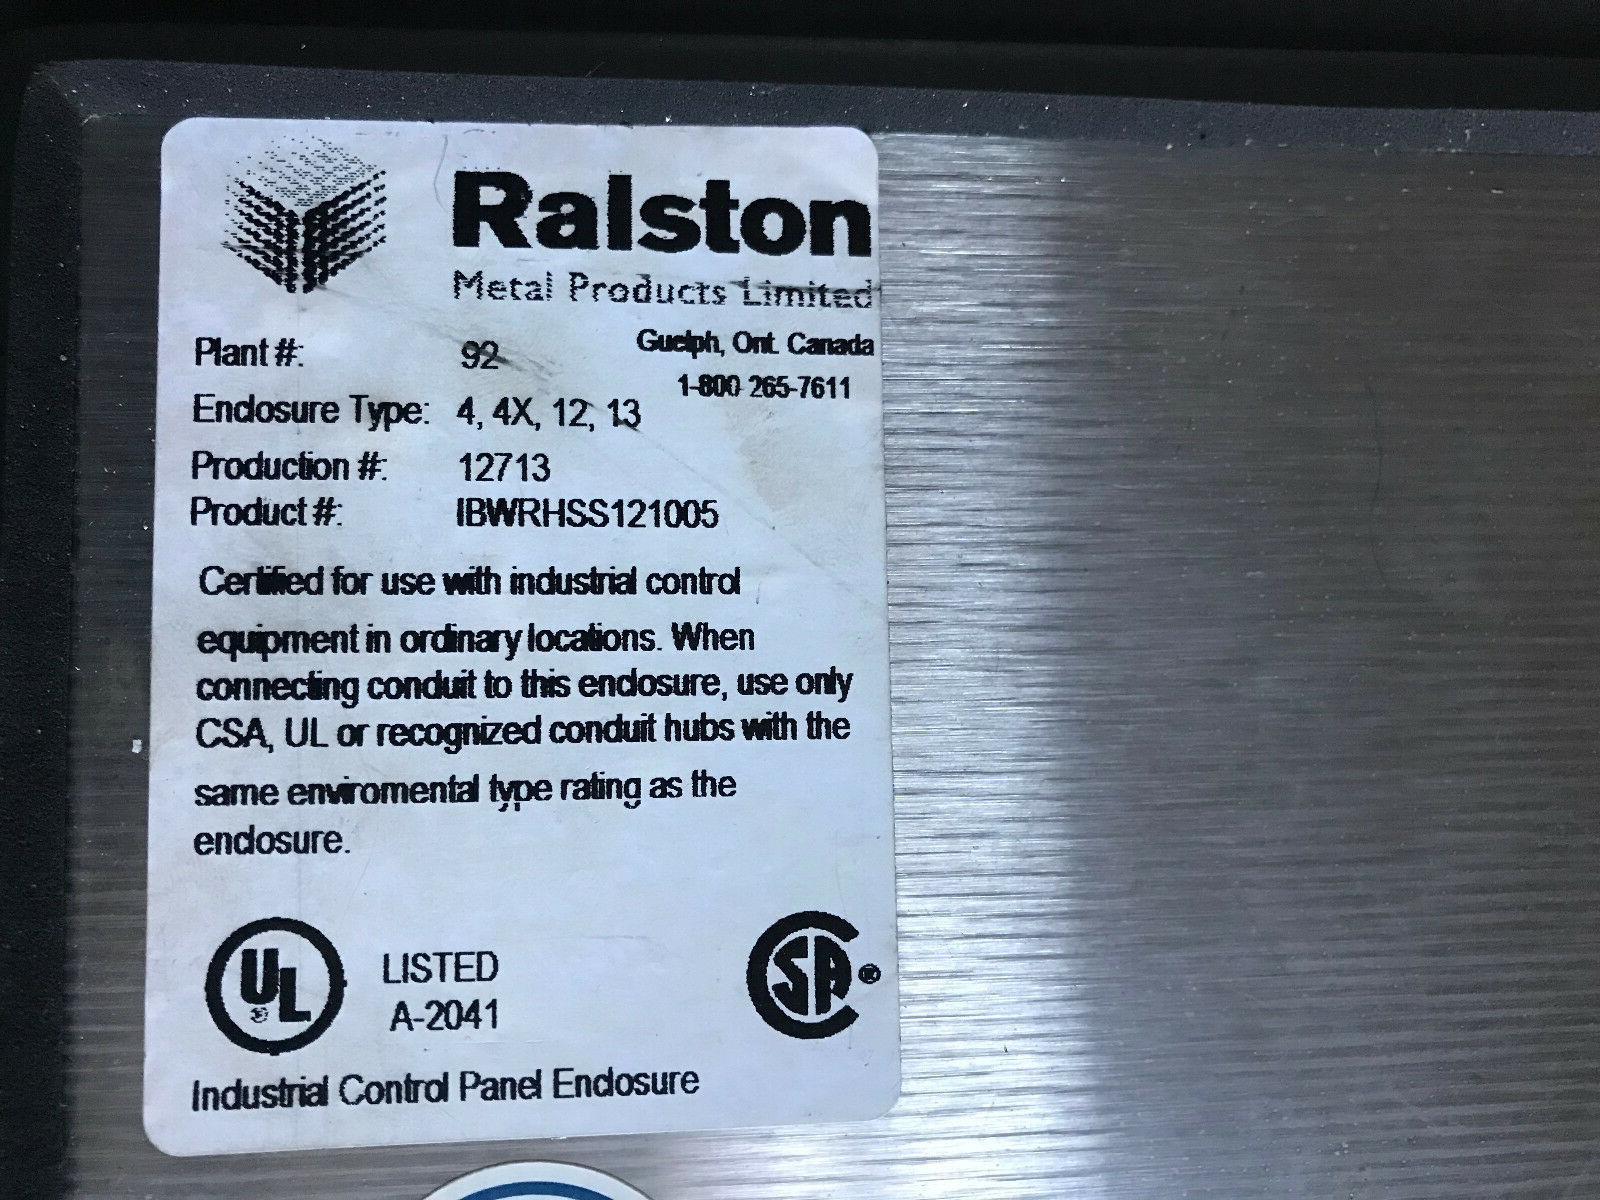 Ralston
Metal Products Limited
Guelph, Ont. Canada
1-800 265-7611
Plant #: 92
Enclosure Type: 4, 4X, 12, 13
Production #: 12713
Product #: IBWRHSS121005
Certified for use with industrial control
equipment in ordinary locations. When
connecting conduit to this enclosure, use only
CSA, UL or recognized conduit hubs with the
same enviromental type rating as the
enclosure.
UL LISTED
A-2041
CSA ®
Industrial Control Panel Enclosure